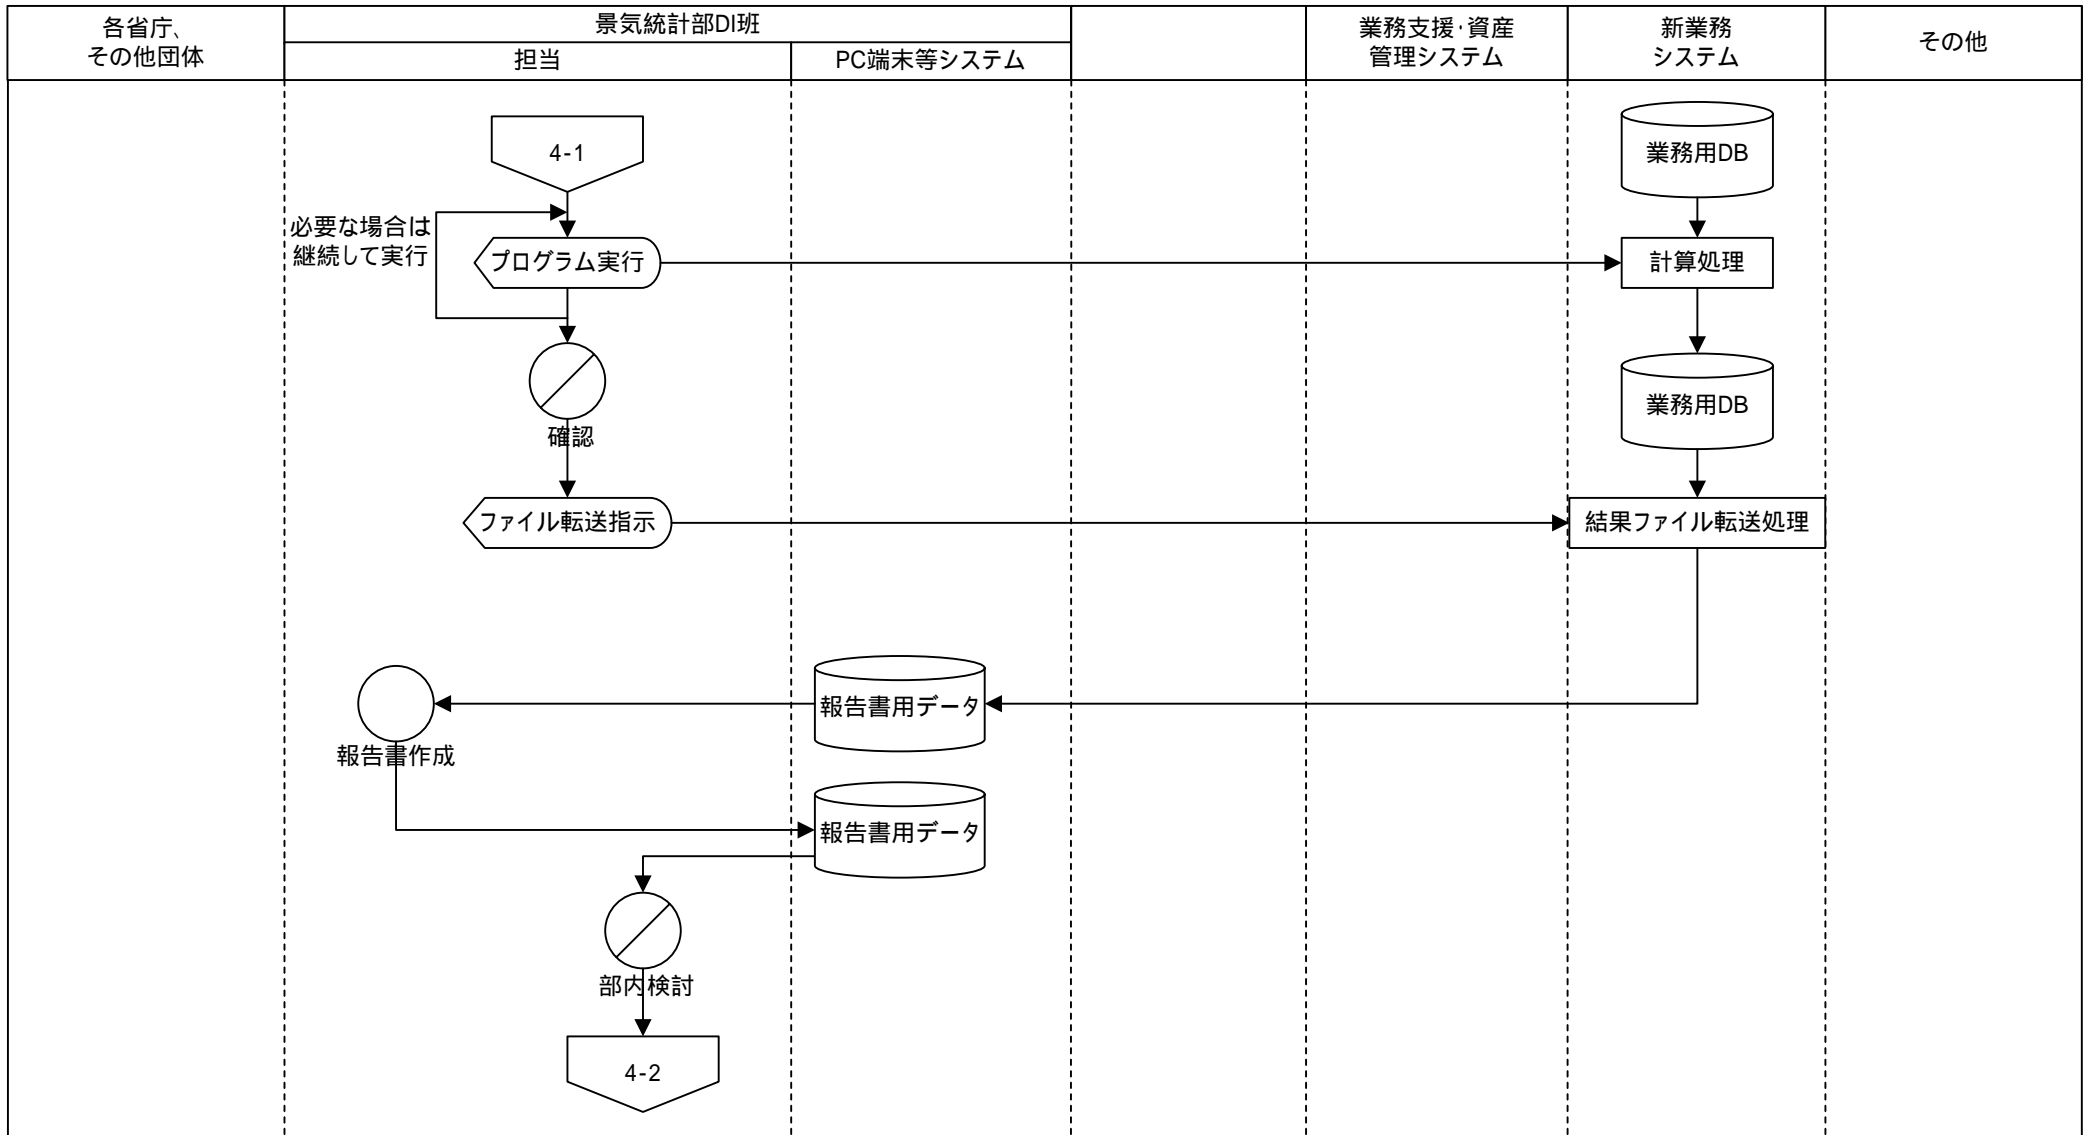 各省庁、
その他団体
景気統計部DI班
担当
PC端末等システム
業務支援･資産
管理システム
新業務
システム
その他
4-1
業務用DB
必要な場合は
継続して実行
プログラム実行
計算処理
業務用DB
確認
ファイル転送指示
結果ファイル転送処理
報告書用データ
報告書作成
報告書用データ
部内検討
4-2